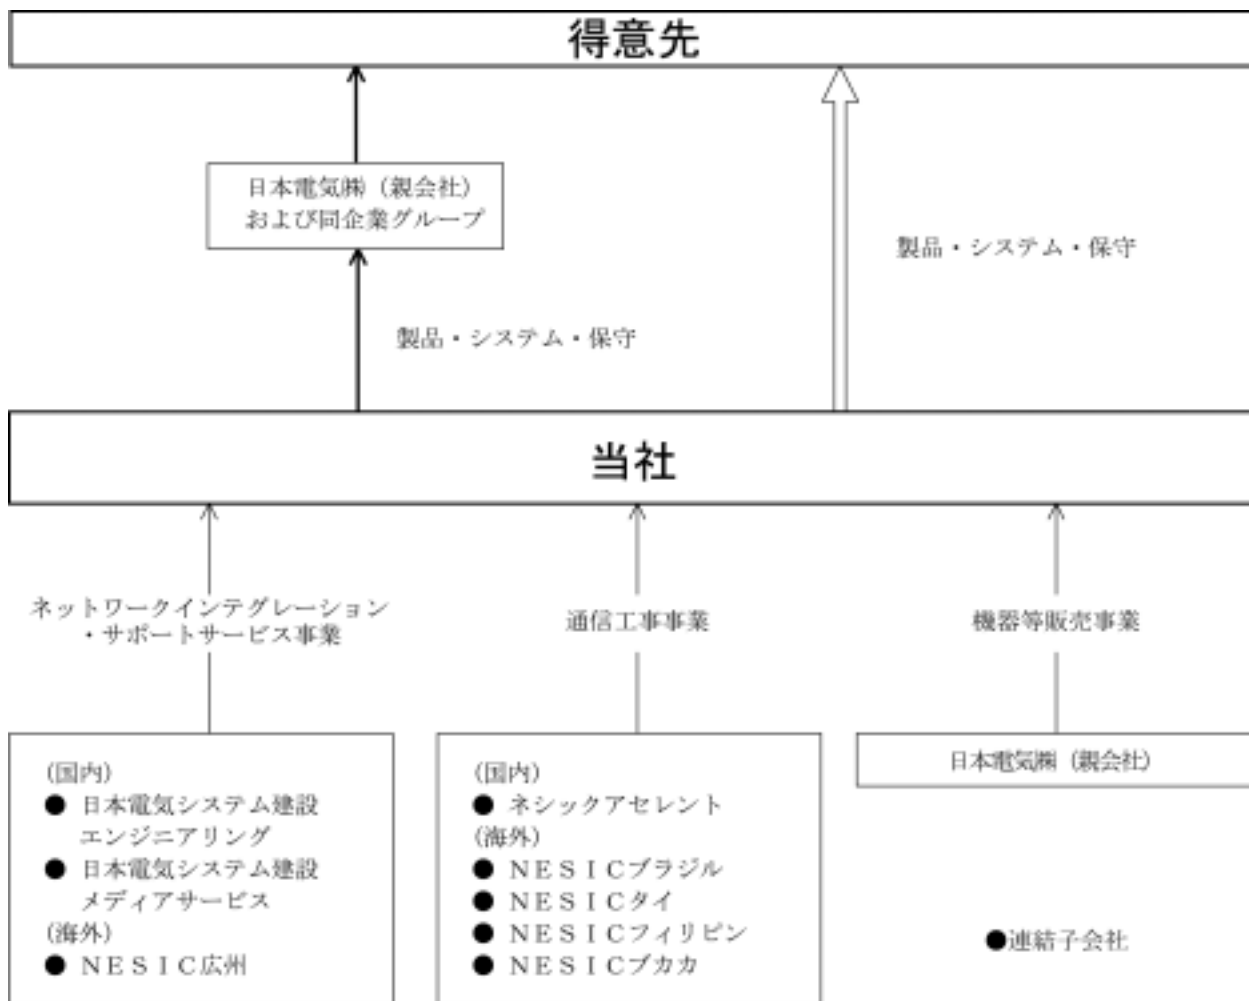 得意先
日本電気㈱（親会社）
および同企業グループ
製品・システム・保守
製品・システム・保守
当社
ネットワークインテグレーション
・サポートサービス事業
通信工事事業
機器等販売事業
(国内)
● 日本電気システム建設
エンジニアリング
● 日本電気システム建設
メディアサービス
(海外)
● ＮＥＳＩＣ広州
(国内)
● ネシックアセレント
(海外)
● ＮＥＳＩＣブラジル
● ＮＥＳＩＣタイ
● ＮＥＳＩＣフィリピン
● ＮＥＳＩＣブカカ
日本電気㈱（親会社）
●連結子会社